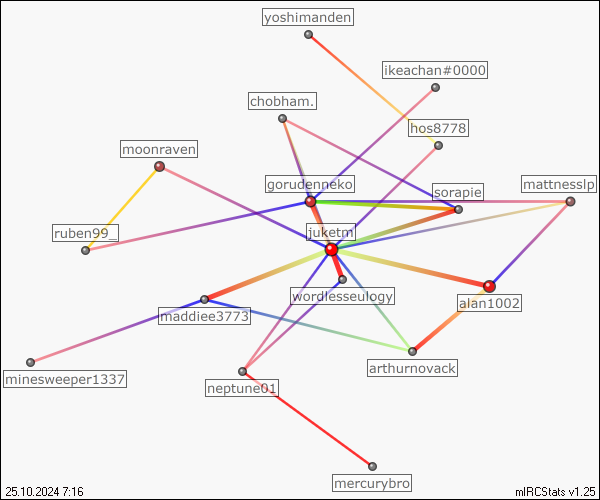 yoshimanden
ikeachan#0000
chobham.
hos8778
moonraven
gorudenneko
sorapie
mattnesslp
ruben99_
juketm
wordlesseulogy
alan1002
maddiee3773
arthurnovack
minesweeper1337
neptune01
mercurybro
25.10.2024 7:16
mIRCStats v1.25